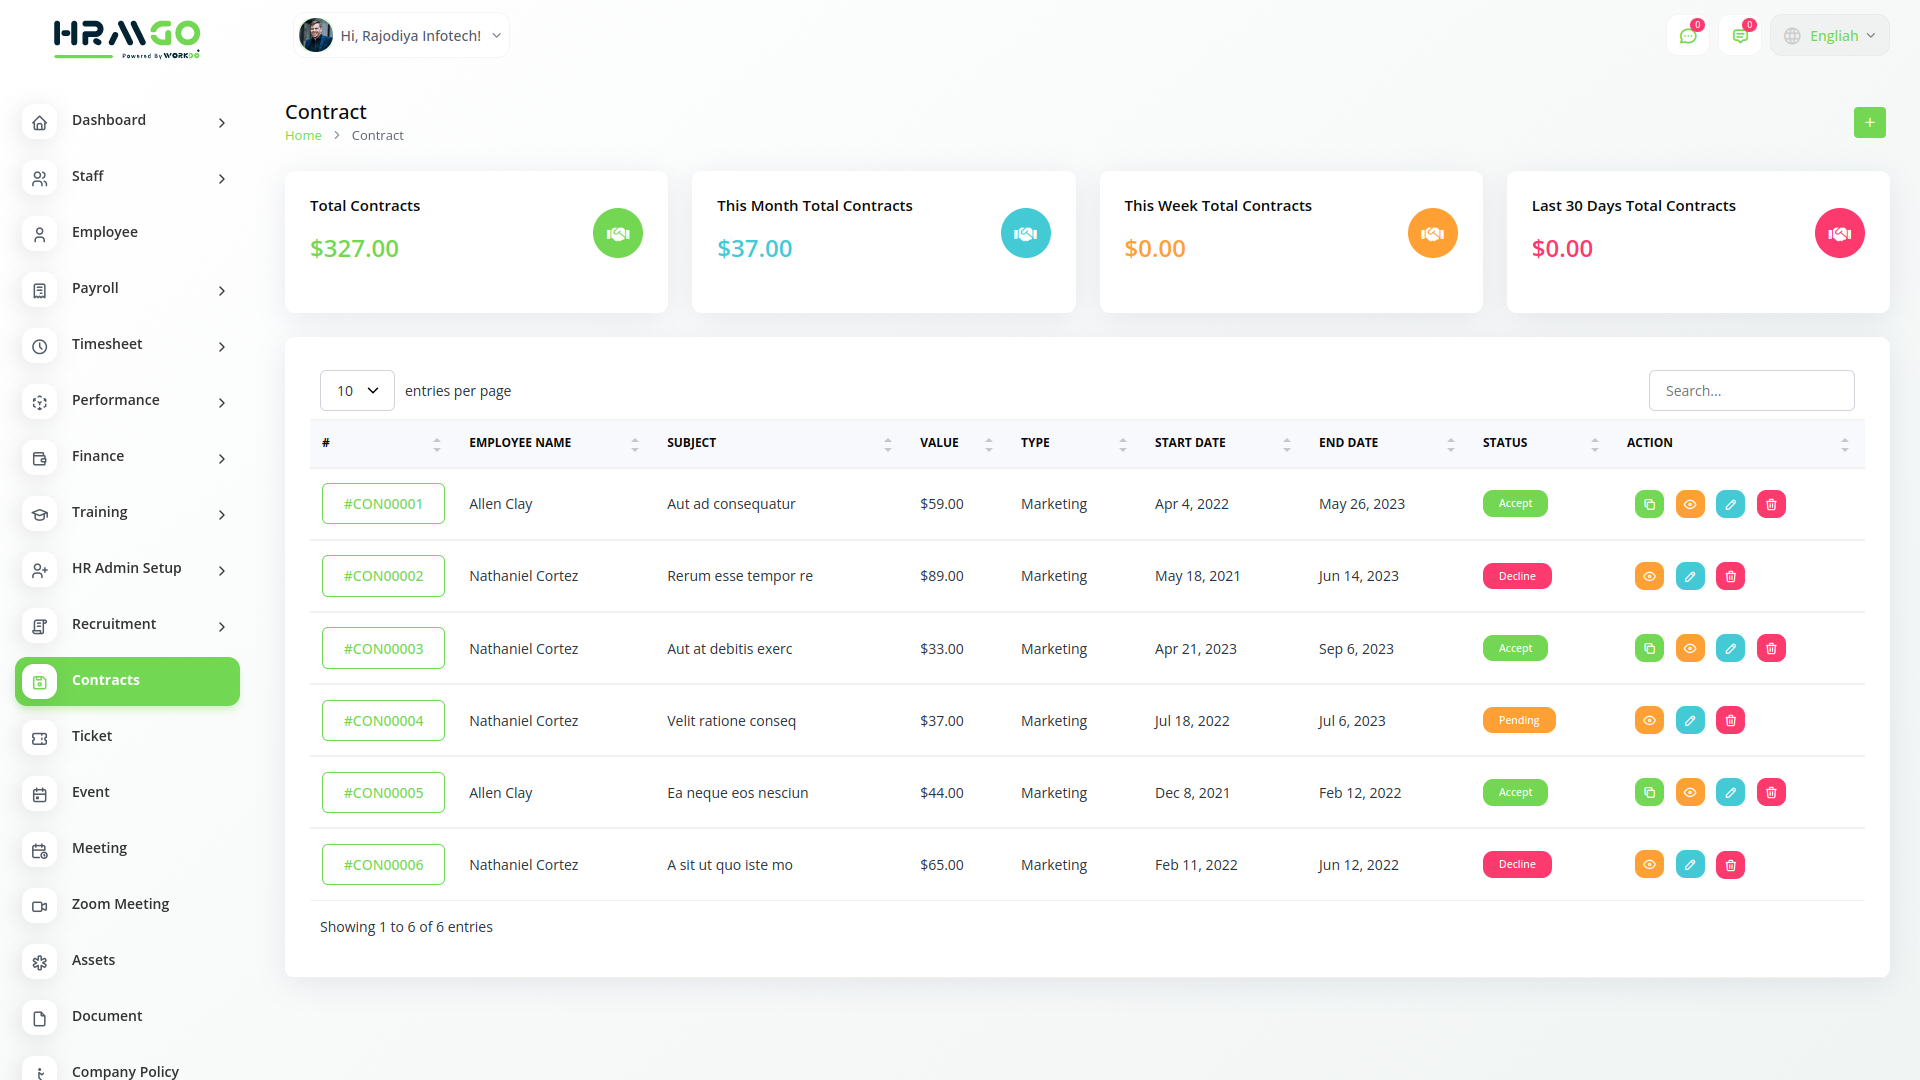 HRMGO
Powered By WORKDO
Hi, Rajodiya Infotech!
0
0
Engliah
Dashboard
Staff
Employee
Payroll
Timesheet
Performance
Finance
Training
HR Admin Setup
Recruitment
Contracts
Ticket
Event
Meeting
Zoom Meeting
Assets
Document
Company Policy
Contract
Home > Contract
+
Total Contracts
$327.00
This Month Total Contracts
$37.00
This Week Total Contracts
$0.00
Last 30 Days Total Contracts
$0.00
10 entries per page
Search...
# EMPLOYEE NAME SUBJECT VALUE TYPE START DATE END DATE STATUS ACTION
#CON00001 Allen Clay Aut ad consequatur $59.00 Marketing Apr 4, 2022 May 26, 2023 Accept
#CON00002 Nathaniel Cortez Rerum esse tempor re $89.00 Marketing May 18, 2021 Jun 14, 2023 Decline
#CON00003 Nathaniel Cortez Aut at debitis exerc $33.00 Marketing Apr 21, 2023 Sep 6, 2023 Accept
#CON00004 Nathaniel Cortez Velit ratione conseq $37.00 Marketing Jul 18, 2022 Jul 6, 2023 Pending
#CON00005 Allen Clay Ea neque eos nesciun $44.00 Marketing Dec 8, 2021 Feb 12, 2022 Accept
#CON00006 Nathaniel Cortez A sit ut quo iste mo $65.00 Marketing Feb 11, 2022 Jun 12, 2022 Decline
Showing 1 to 6 of 6 entries